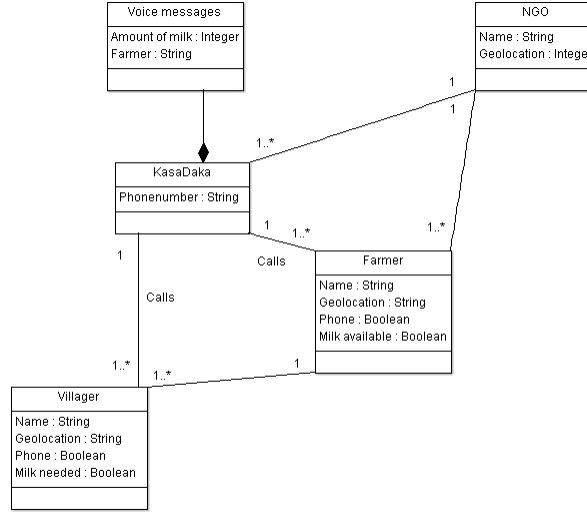 Voice messages
Amount of milk : Integer
Farmer : String
NGO
Name : String
Geolocation : Intege
1
1
1..*
KasaDaka
Phonenumber : String
1
1..*
1..*
1
Calls
Farmer
Name : String
Geolocation : String
Phone : Boolean
Milk available : Boolean
Calls
1..*
1..*
1
Villager
Name : String
Geolocation : String
Phone : Boolean
Milk needed : Boolean